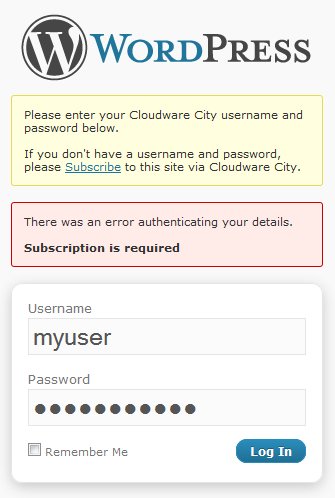 WORDPRESS
Please enter your Cloudware City username and
password below.
If you don't have a username and password,
please Subscribe to this site via Cloudware City.
There was an error authenticating your details.
Subscription is required
Username
myuser
Password
●●●●●●●●●●●
Remember Me
Log In